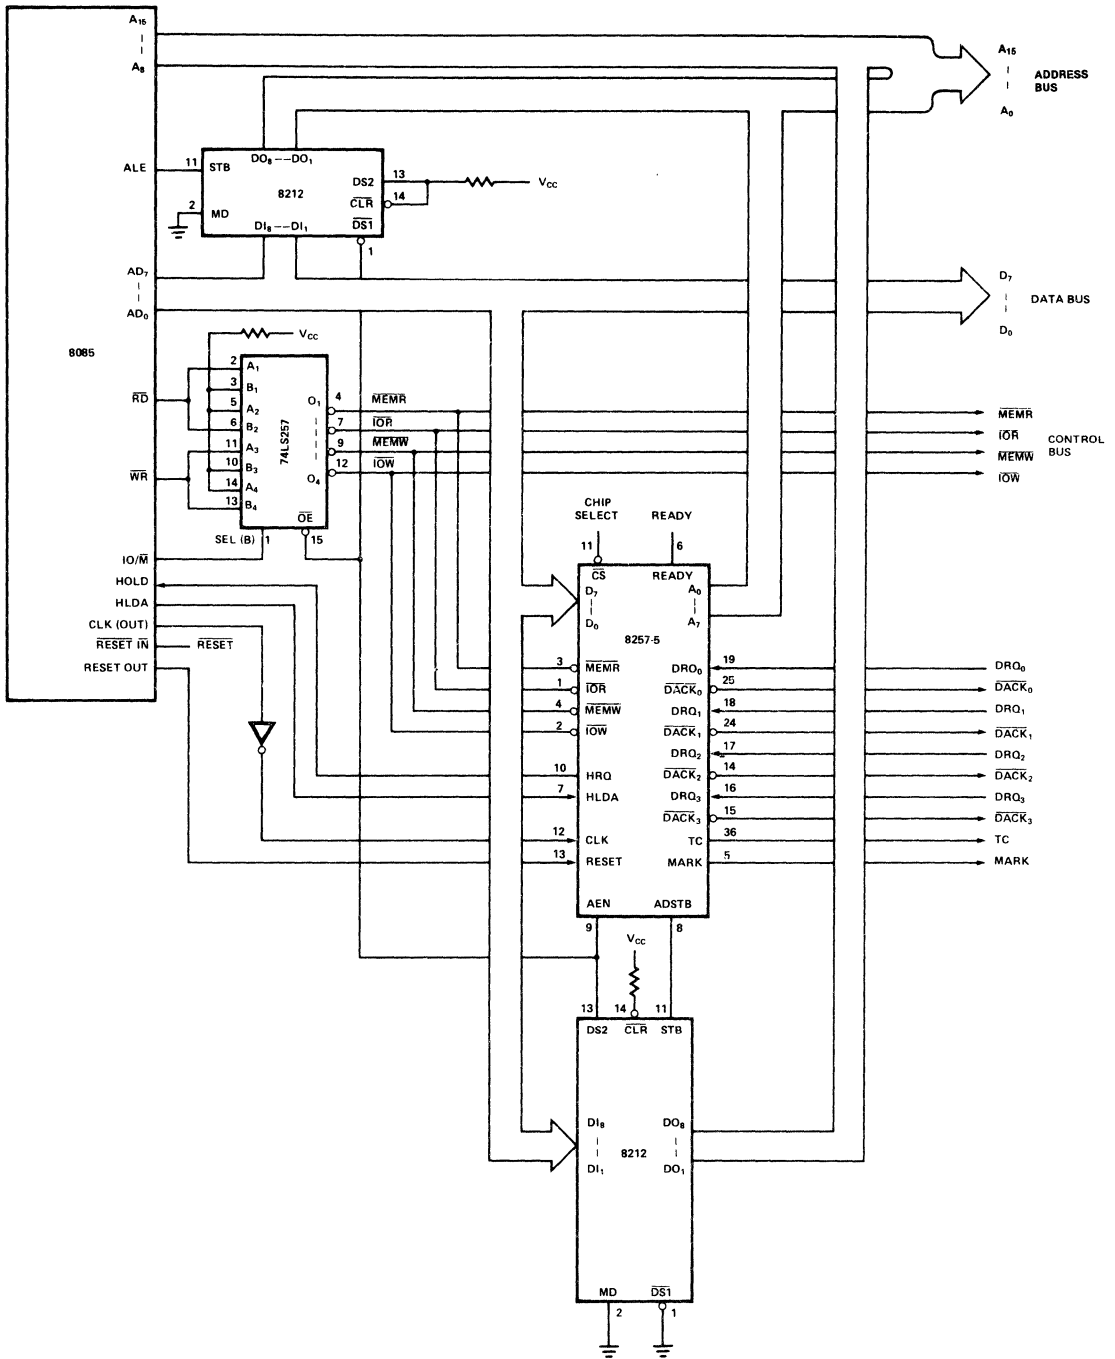 A15
A8
A15
ADDRESS BUS
A0
ALE
11
STB
DO8 -- DO1
8212
DS2
13
VCC
CLR
14
2
MD
DI8 -- DI1
DS1
1
AD7
AD0
D7
DATA BUS
D0
8085
VCC
RD
WR
2
A1
3
B1
5
A2
6
B2
11
A3
10
B3
14
A4
13
B4
74LS257
O1
O4
OE
4
MEMR
7
IOR
9
MEMW
12
IOW
MEMR
IOR
MEMW
IOW
CONTROL BUS
SEL (B)
1
15
IO/M
HOLD
HLDA
CLK (OUT)
RESET IN
RESET
RESET OUT
CHIP SELECT
READY
11
6
CS
READY
D7
D0
A0
A7
8257-5
3
MEMR
1
IOR
4
MEMW
2
IOW
10
HRQ
7
HLDA
12
CLK
13
RESET
DRQ0
19
DRQ0
DACK0
25
DACK0
DRQ1
18
DRQ1
DACK1
24
DACK1
DRQ2
17
DRQ2
DACK2
14
DACK2
DRQ3
16
DRQ3
DACK3
15
DACK3
TC
36
TC
MARK
5
MARK
AEN
ADSTB
9
8
VCC
13
14
11
DS2
CLR
STB
DI8
DO8
8212
DI1
DO1
MD
DS1
2
1